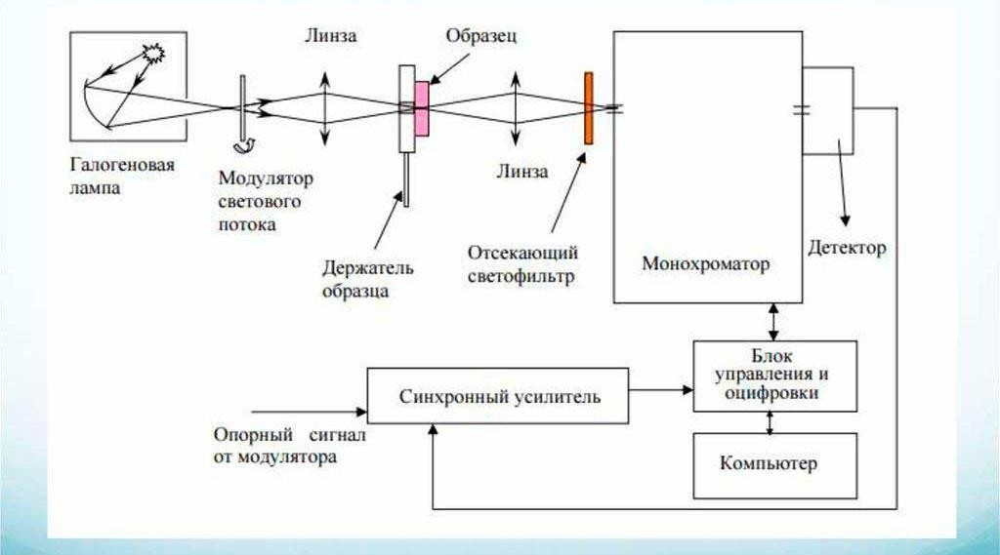 Линза
Образец
Галогеновая
лампа
Модулятор
светового
потока
Линза
Держатель
образца
Отсекающий
светофильтр
Монохроматор
Детектор
Блок
управления и
оцифровки
Синхронный усилитель
Опорный сигнал
от модулятора
Компьютер